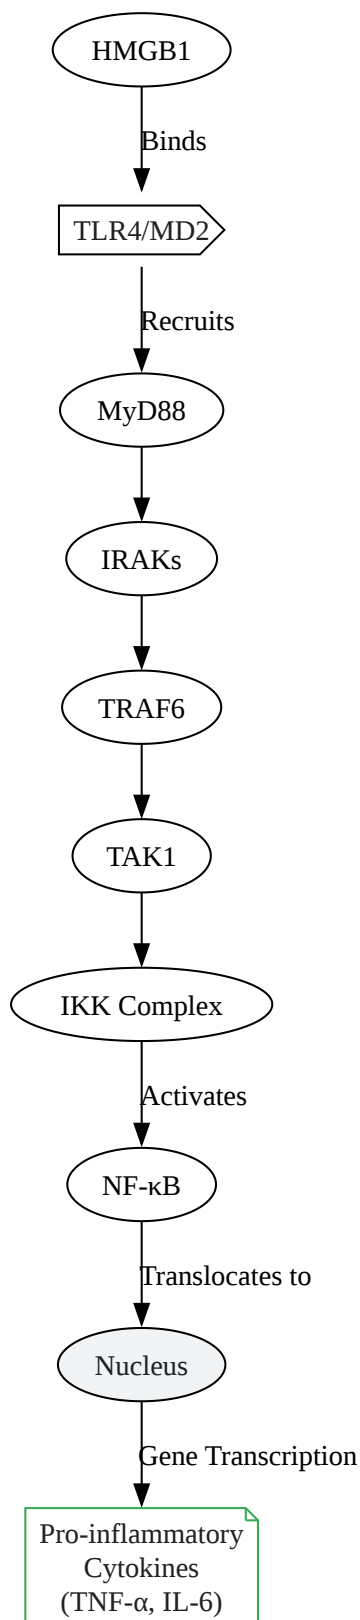 HMGB1
Binds
TLR4/MD2
Recruits
MyD88
IRAKs
TRAF6
TAK1
IKK Complex
Activates
NF-κB
Translocates to
Nucleus
Gene Transcription
Pro-inflammatory
Cytokines
(TNF-α, IL-6)